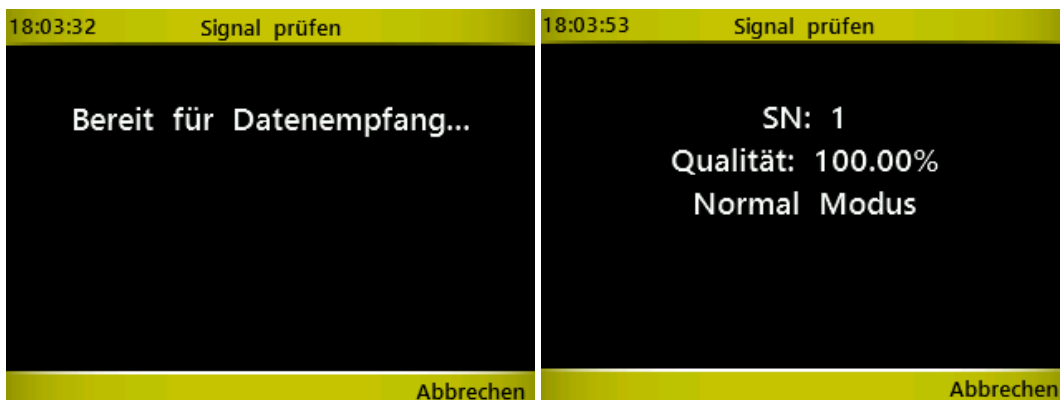 18:03:32 Signal prüfen
Bereit für Datenempfang...
Abbrechen
18:03:53 Signal prüfen
SN: 1
Qualität: 100.00%
Normal Modus
Abbrechen